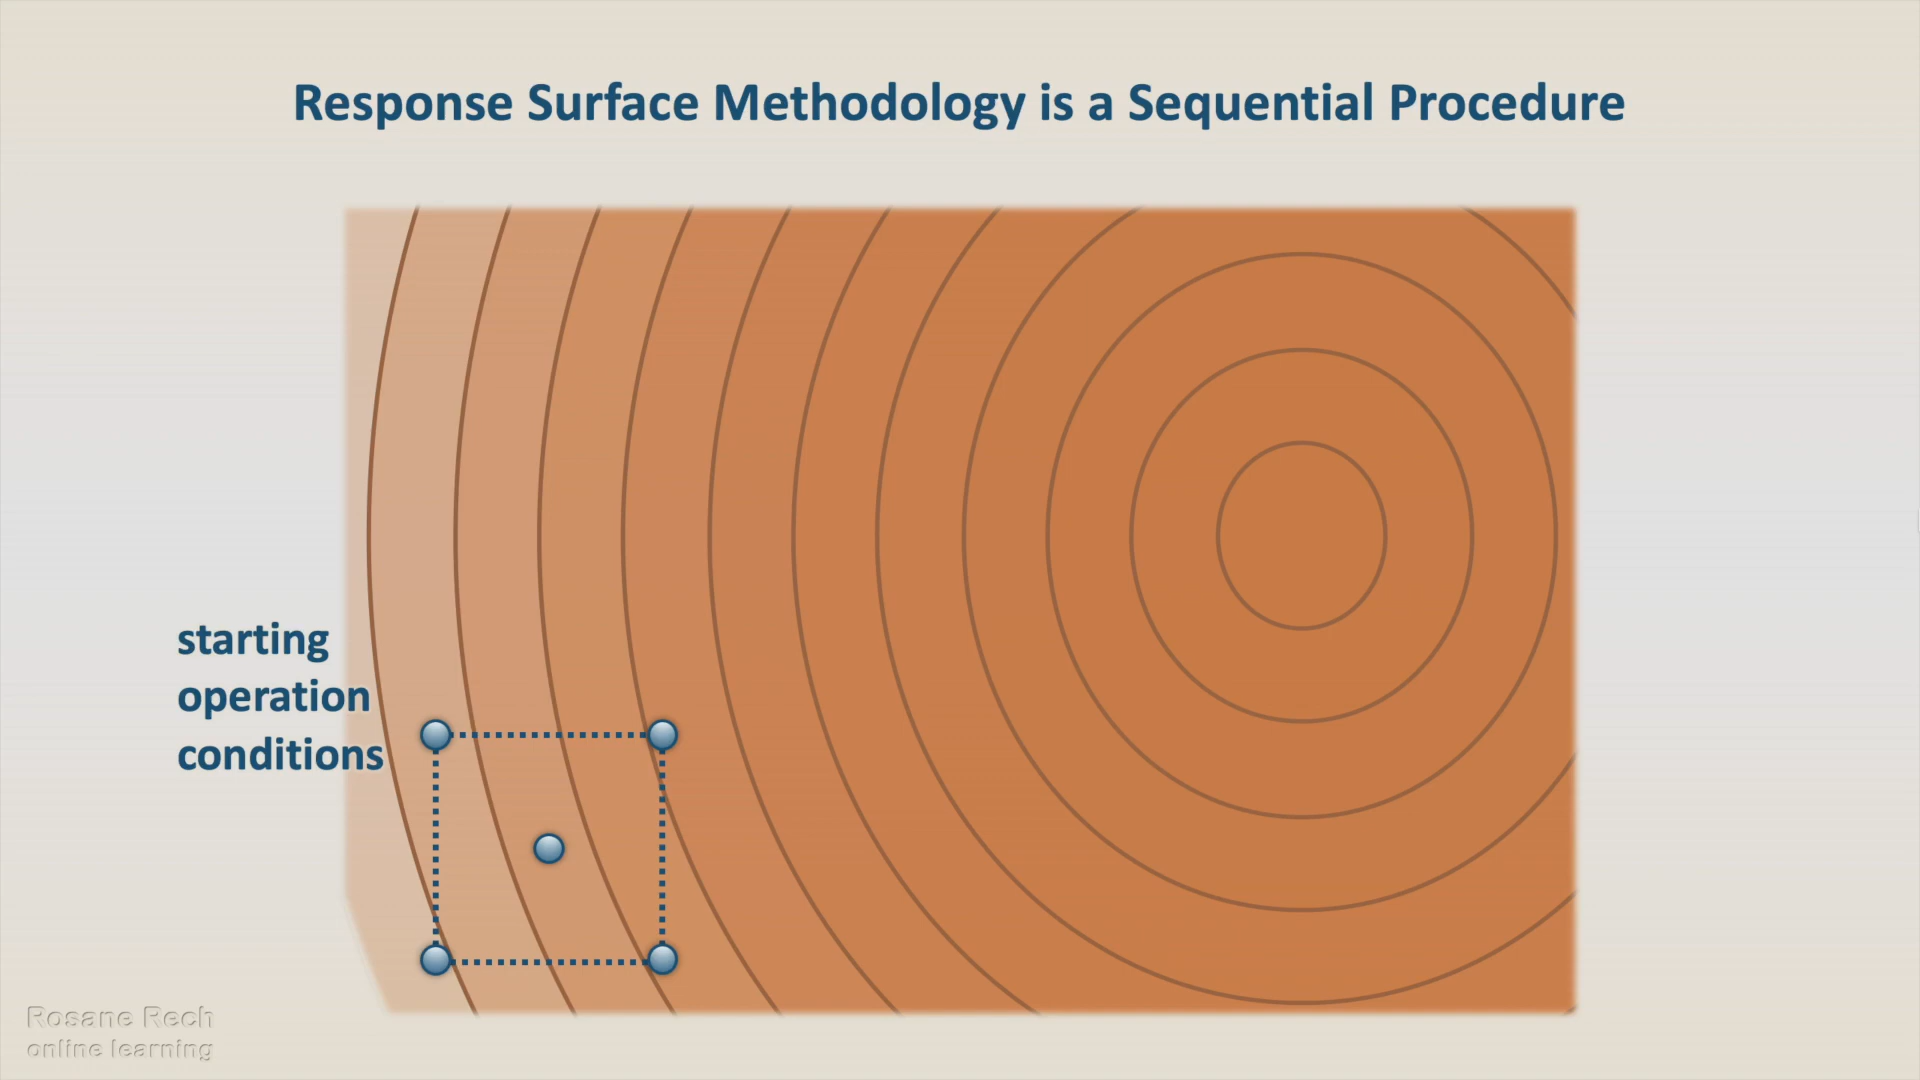 Response Surface Methodology is a Sequential Procedure
starting
operation
conditions
Rosane Rech
online learning